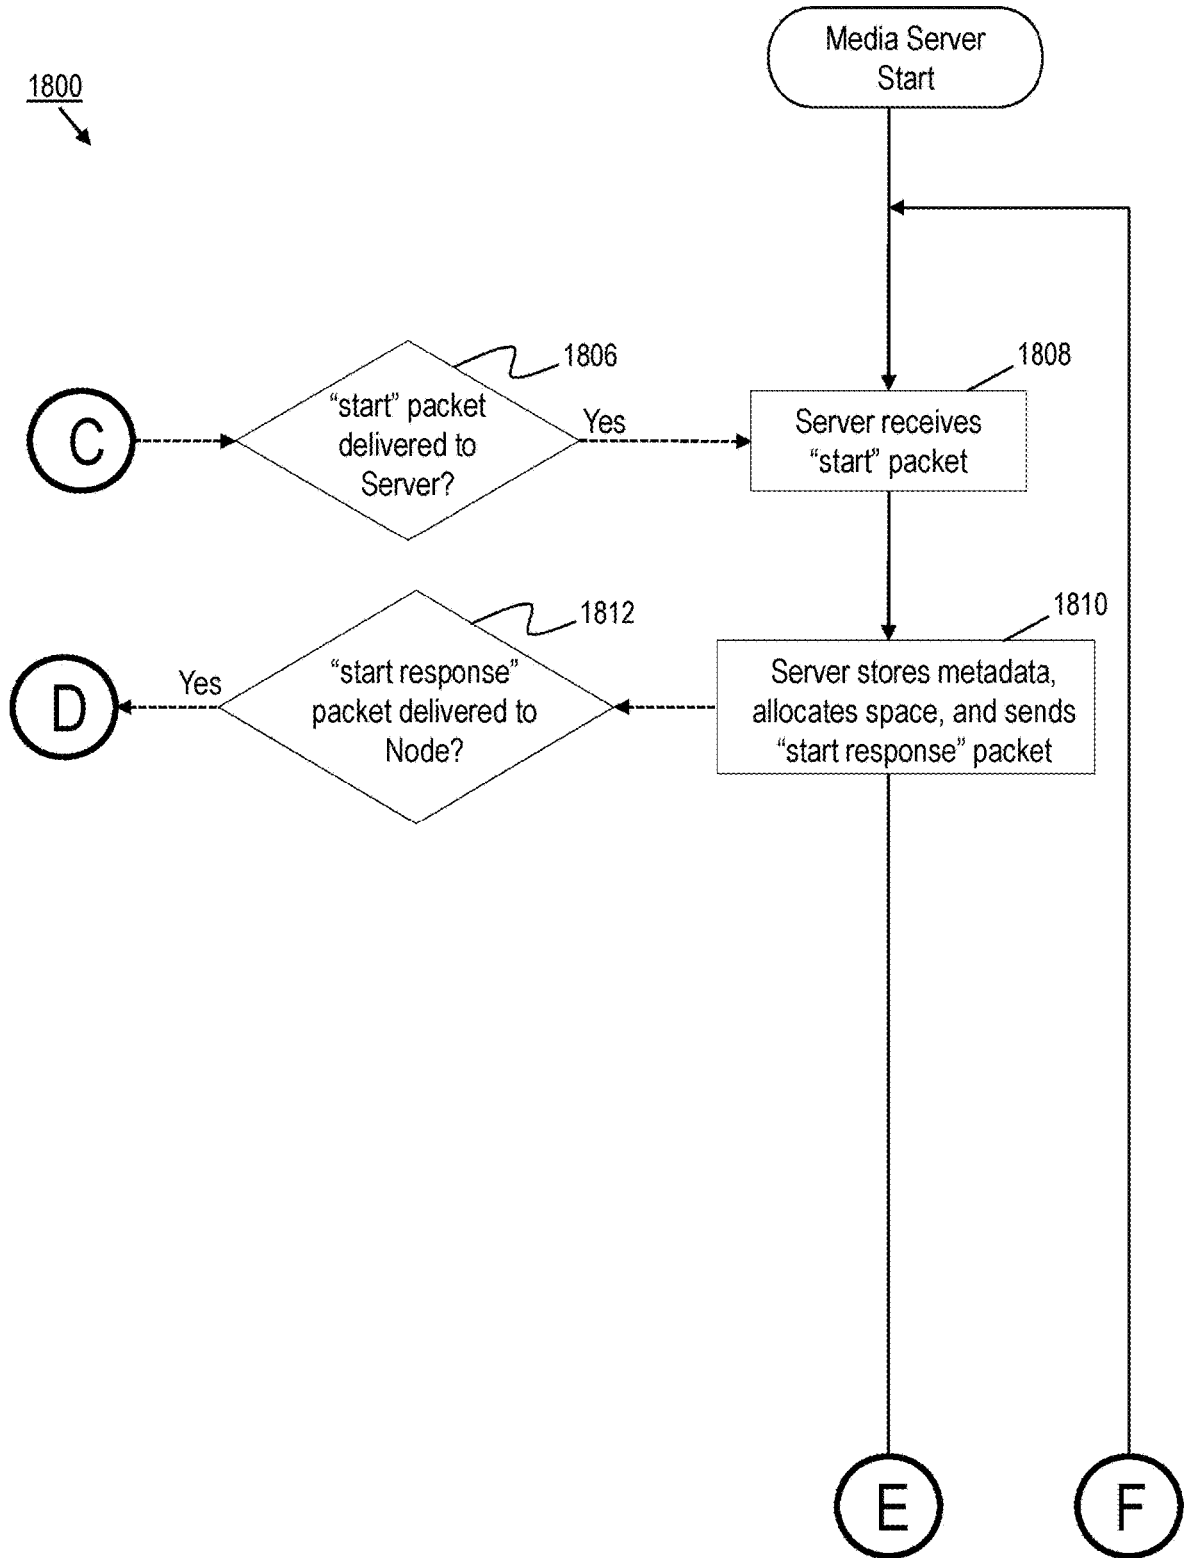 Media Server
Start
1800
1806
1808
C
“start” packet
delivered to
Server?
Yes
Server receives
“start” packet
1812
1810
D
Yes
“start response”
packet delivered to
Node?
Server stores metadata,
allocates space, and sends
“start response” packet
E
F